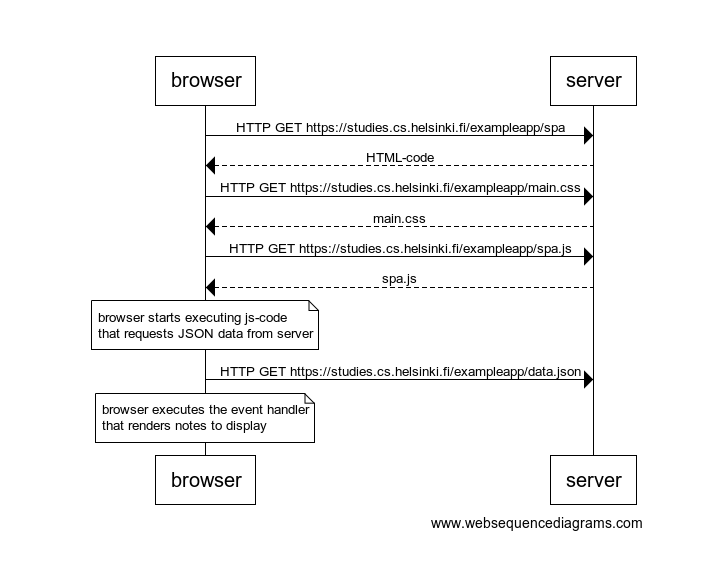 browser
server
HTTP GET https://studies.cs.helsinki.fi/exampleapp/spa
HTML-code
HTTP GET https://studies.cs.helsinki.fi/exampleapp/main.css
main.css
HTTP GET https://studies.cs.helsinki.fi/exampleapp/spa.js
spa.js
browser starts executing js-code
that requests JSON data from server
HTTP GET https://studies.cs.helsinki.fi/exampleapp/data.json
browser executes the event handler
that renders notes to display
browser
server
www.websequencediagrams.com